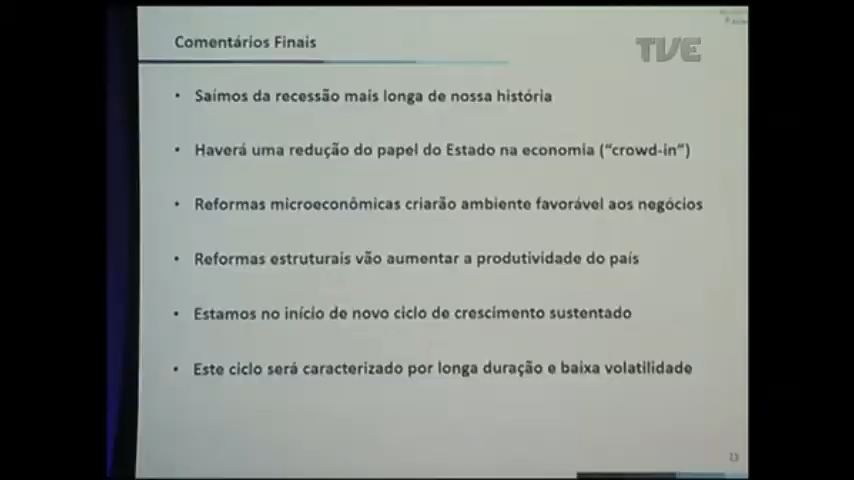 Comentários Finais
TVE
• Saímos da recessão mais longa de nossa história
• Haverá uma redução do papel do Estado na economia (“crowd-in”)
• Reformas microeconômicas criarão ambiente favorável aos negócios
• Reformas estruturais vão aumentar a produtividade do país
• Estamos no início de novo ciclo de crescimento sustentado
• Este ciclo será caracterizado por longa duração e baixa volatilidade